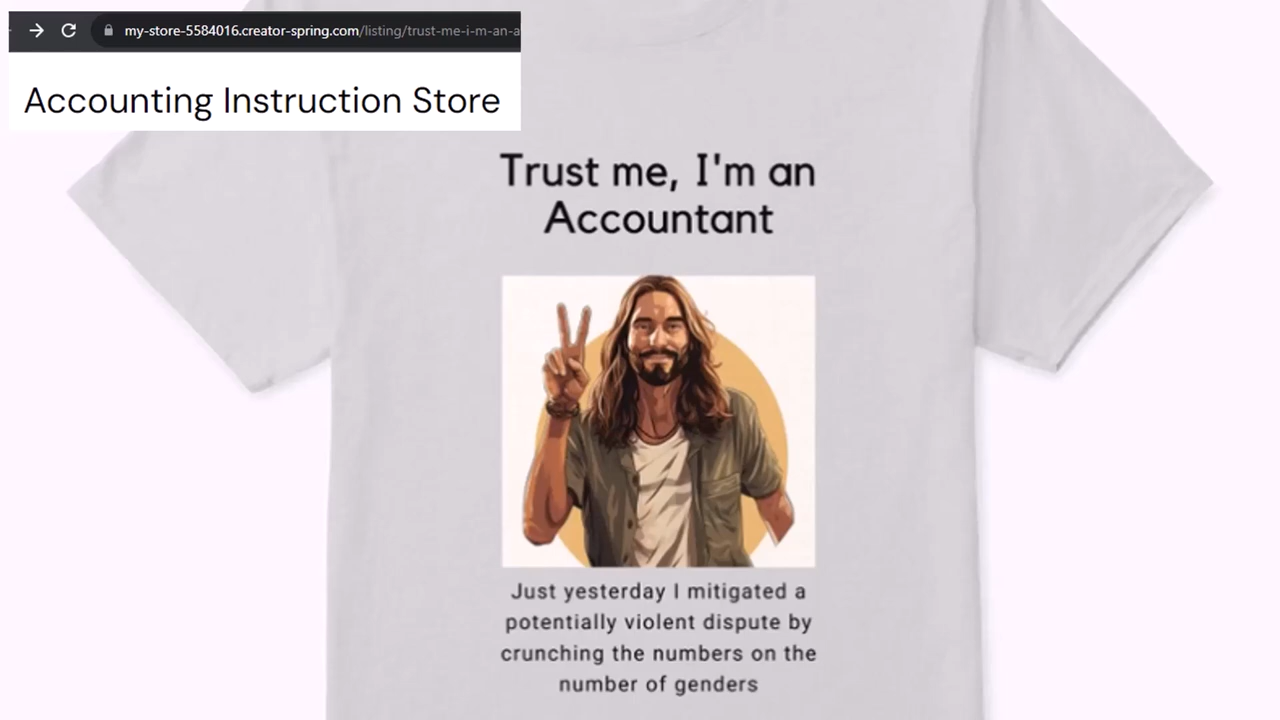 my-store-5584016.creator-spring.com/listing/trust-me-i-m-an-a
Accounting Instruction Store
Trust me, I'm an
Accountant
Just yesterday I mitigated a
potentially violent dispute by
crunching the numbers on the
number of genders